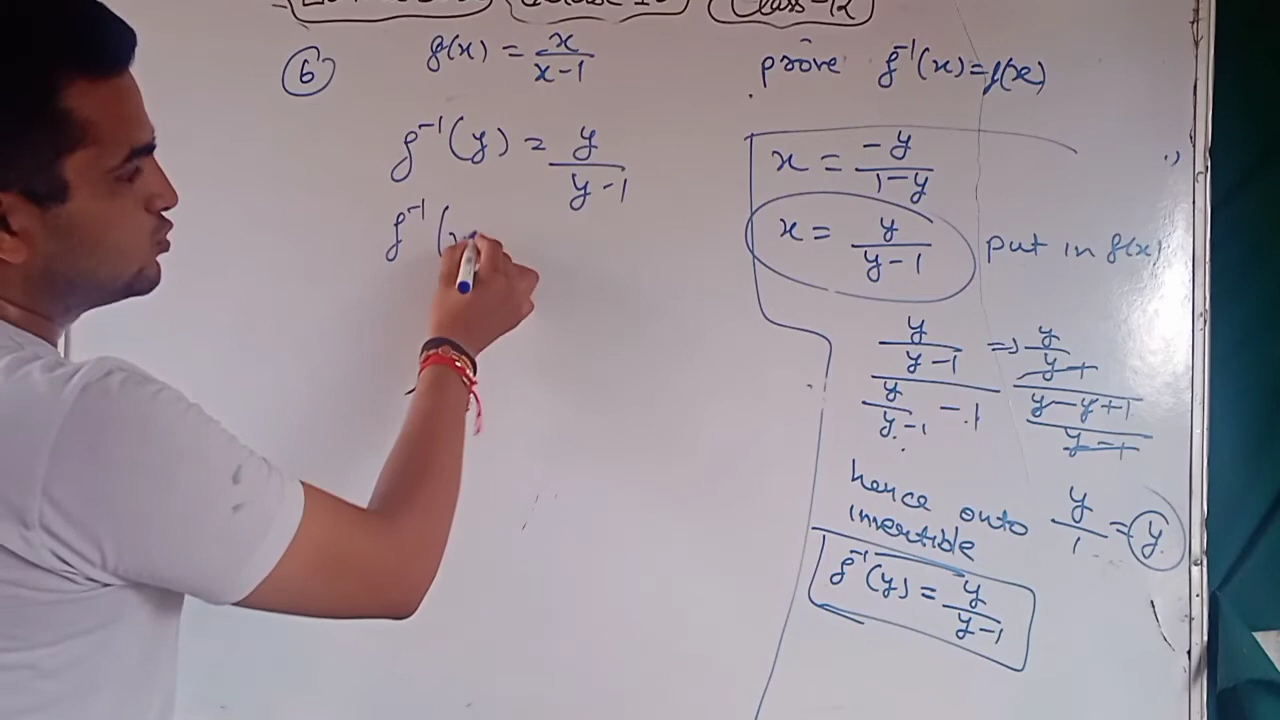 Class-12
⑥ f(x) = x/(x-1) prove f⁻¹(x)=f(x)
f⁻¹(y) = y/(y-1)
f⁻¹(x
x = -y/(1-y)
x = y/(y-1) put in f(x)
(y/(y-1))/(y/(y-1) - 1) => (y/(y-1))/((y-y+1)/(y-1))
hence onto y/1 = y
invertible
f⁻¹(y) = y/(y-1)